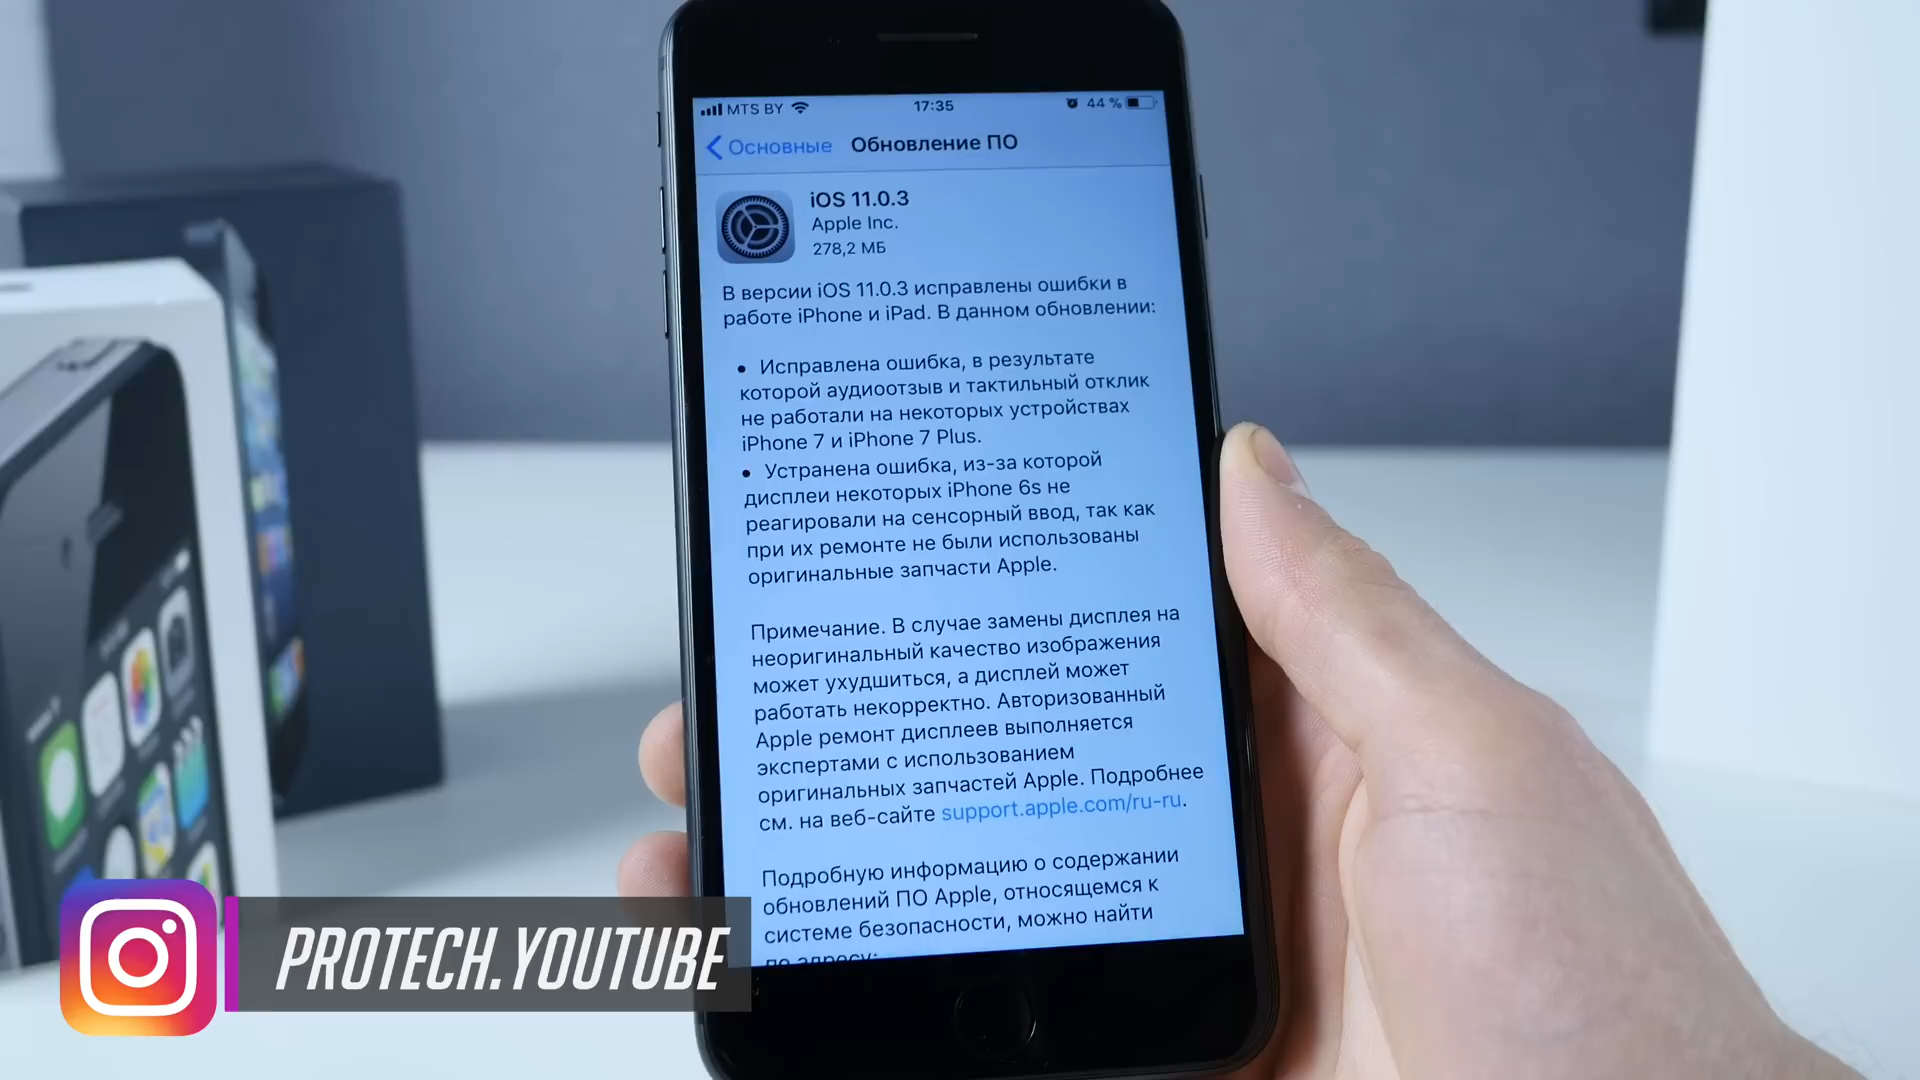 MTS BY 17:35 44 %
Основные Обновление ПО
iOS 11.0.3
Apple Inc.
278,2 МБ
В версии iOS 11.0.3 исправлены ошибки в
работе iPhone и iPad. В данном обновлении:
• Исправлена ошибка, в результате
которой аудиоотзыв и тактильный отклик
не работали на некоторых устройствах
iPhone 7 и iPhone 7 Plus.
• Устранена ошибка, из-за которой
дисплеи некоторых iPhone 6s не
реагировали на сенсорный ввод, так как
при их ремонте не были использованы
оригинальные запчасти Apple.
Примечание. В случае замены дисплея на
неоригинальный качество изображения
может ухудшиться, а дисплей может
работать некорректно. Авторизованный
Apple ремонт дисплеев выполняется
экспертами с использованием
оригинальных запчастей Apple. Подробнее
см. на веб-сайте support.apple.com/ru-ru.
Подробную информацию о содержании
обновлений ПО Apple, относящемся к
системе безопасности, можно найти
по адресу:
PROTECH.YOUTUBE